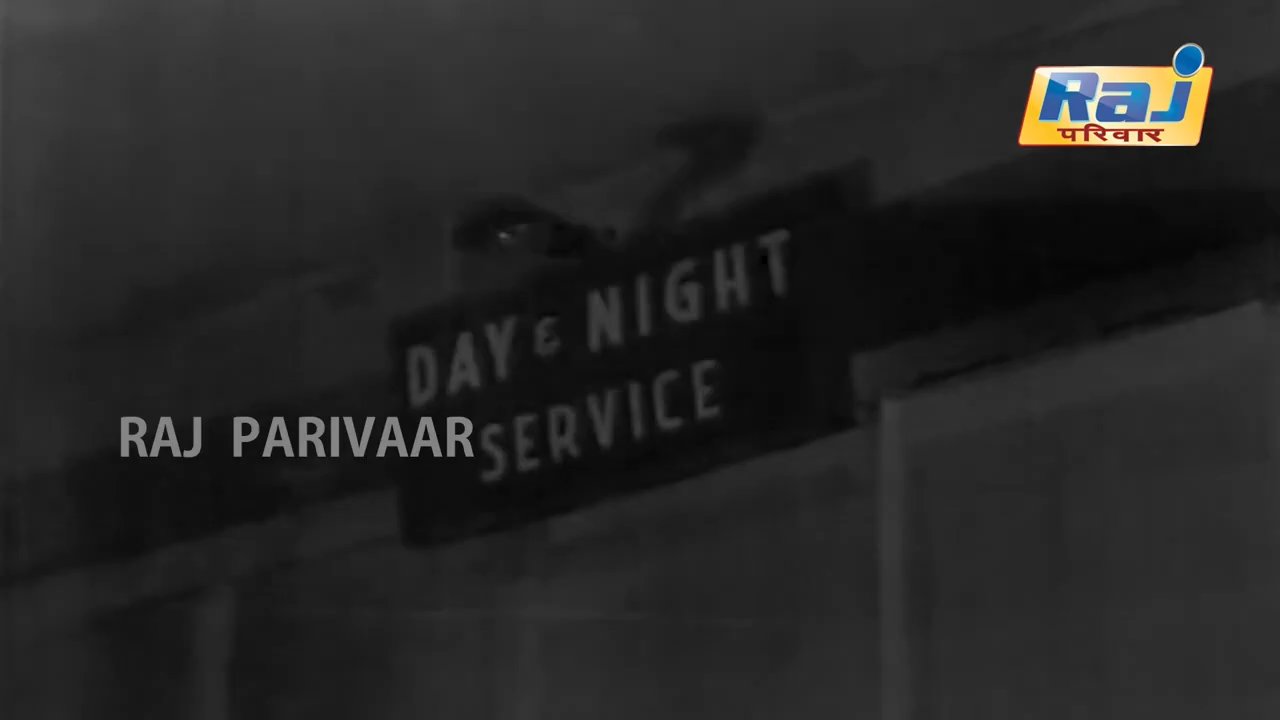 Raj
परिवार
DAY & NIGHT
SERVICE
RAJ PARIVAAR